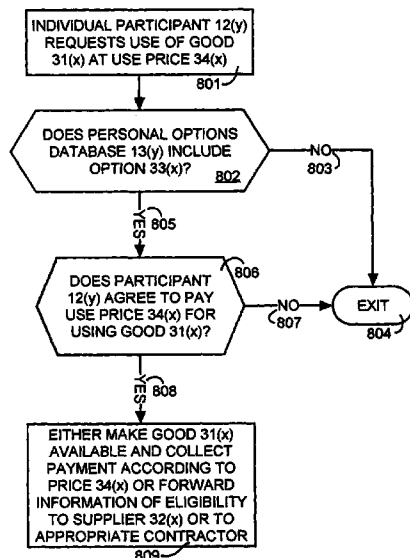 INDIVIDUAL PARTICIPANT 12(y)
REQUESTS USE OF GOOD
31(x) AT USE PRICE 34(x)
801
DOES PERSONAL OPTIONS
DATABASE 13(y) INCLUDE
OPTION 33(x)?
802
NO
803
YES
805
DOES PARTICIPANT
12(y) AGREE TO PAY
USE PRICE 34(x) FOR
USING GOOD 31(x)?
806
NO
807
EXIT
804
YES
808
EITHER MAKE GOOD 31(x)
AVAILABLE AND COLLECT
PAYMENT ACCORDING TO
PRICE 34(x) OR FORWARD
INFORMATION OF ELIGIBILITY
TO SUPPLIER 32(x) OR TO
APPROPRIATE CONTRACTOR
809